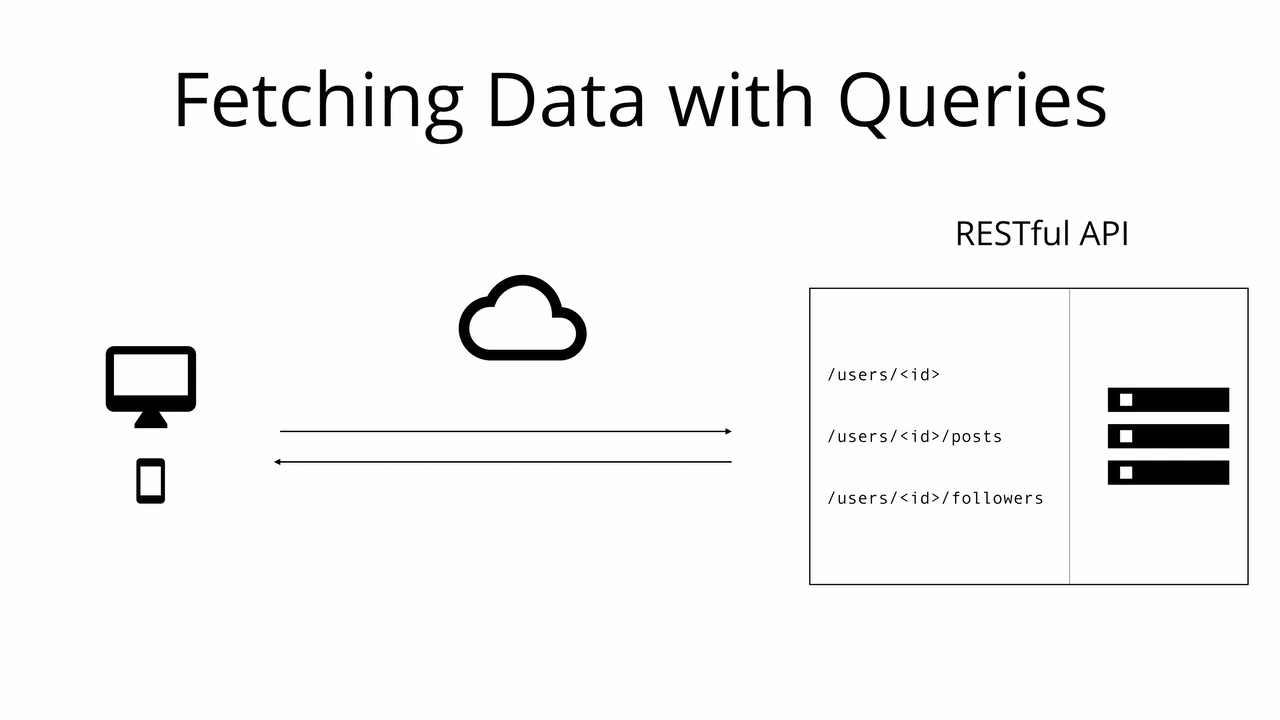 Fetching Data with Queries
RESTful API
/users/<id>
/users/<id>/posts
/users/<id>/followers